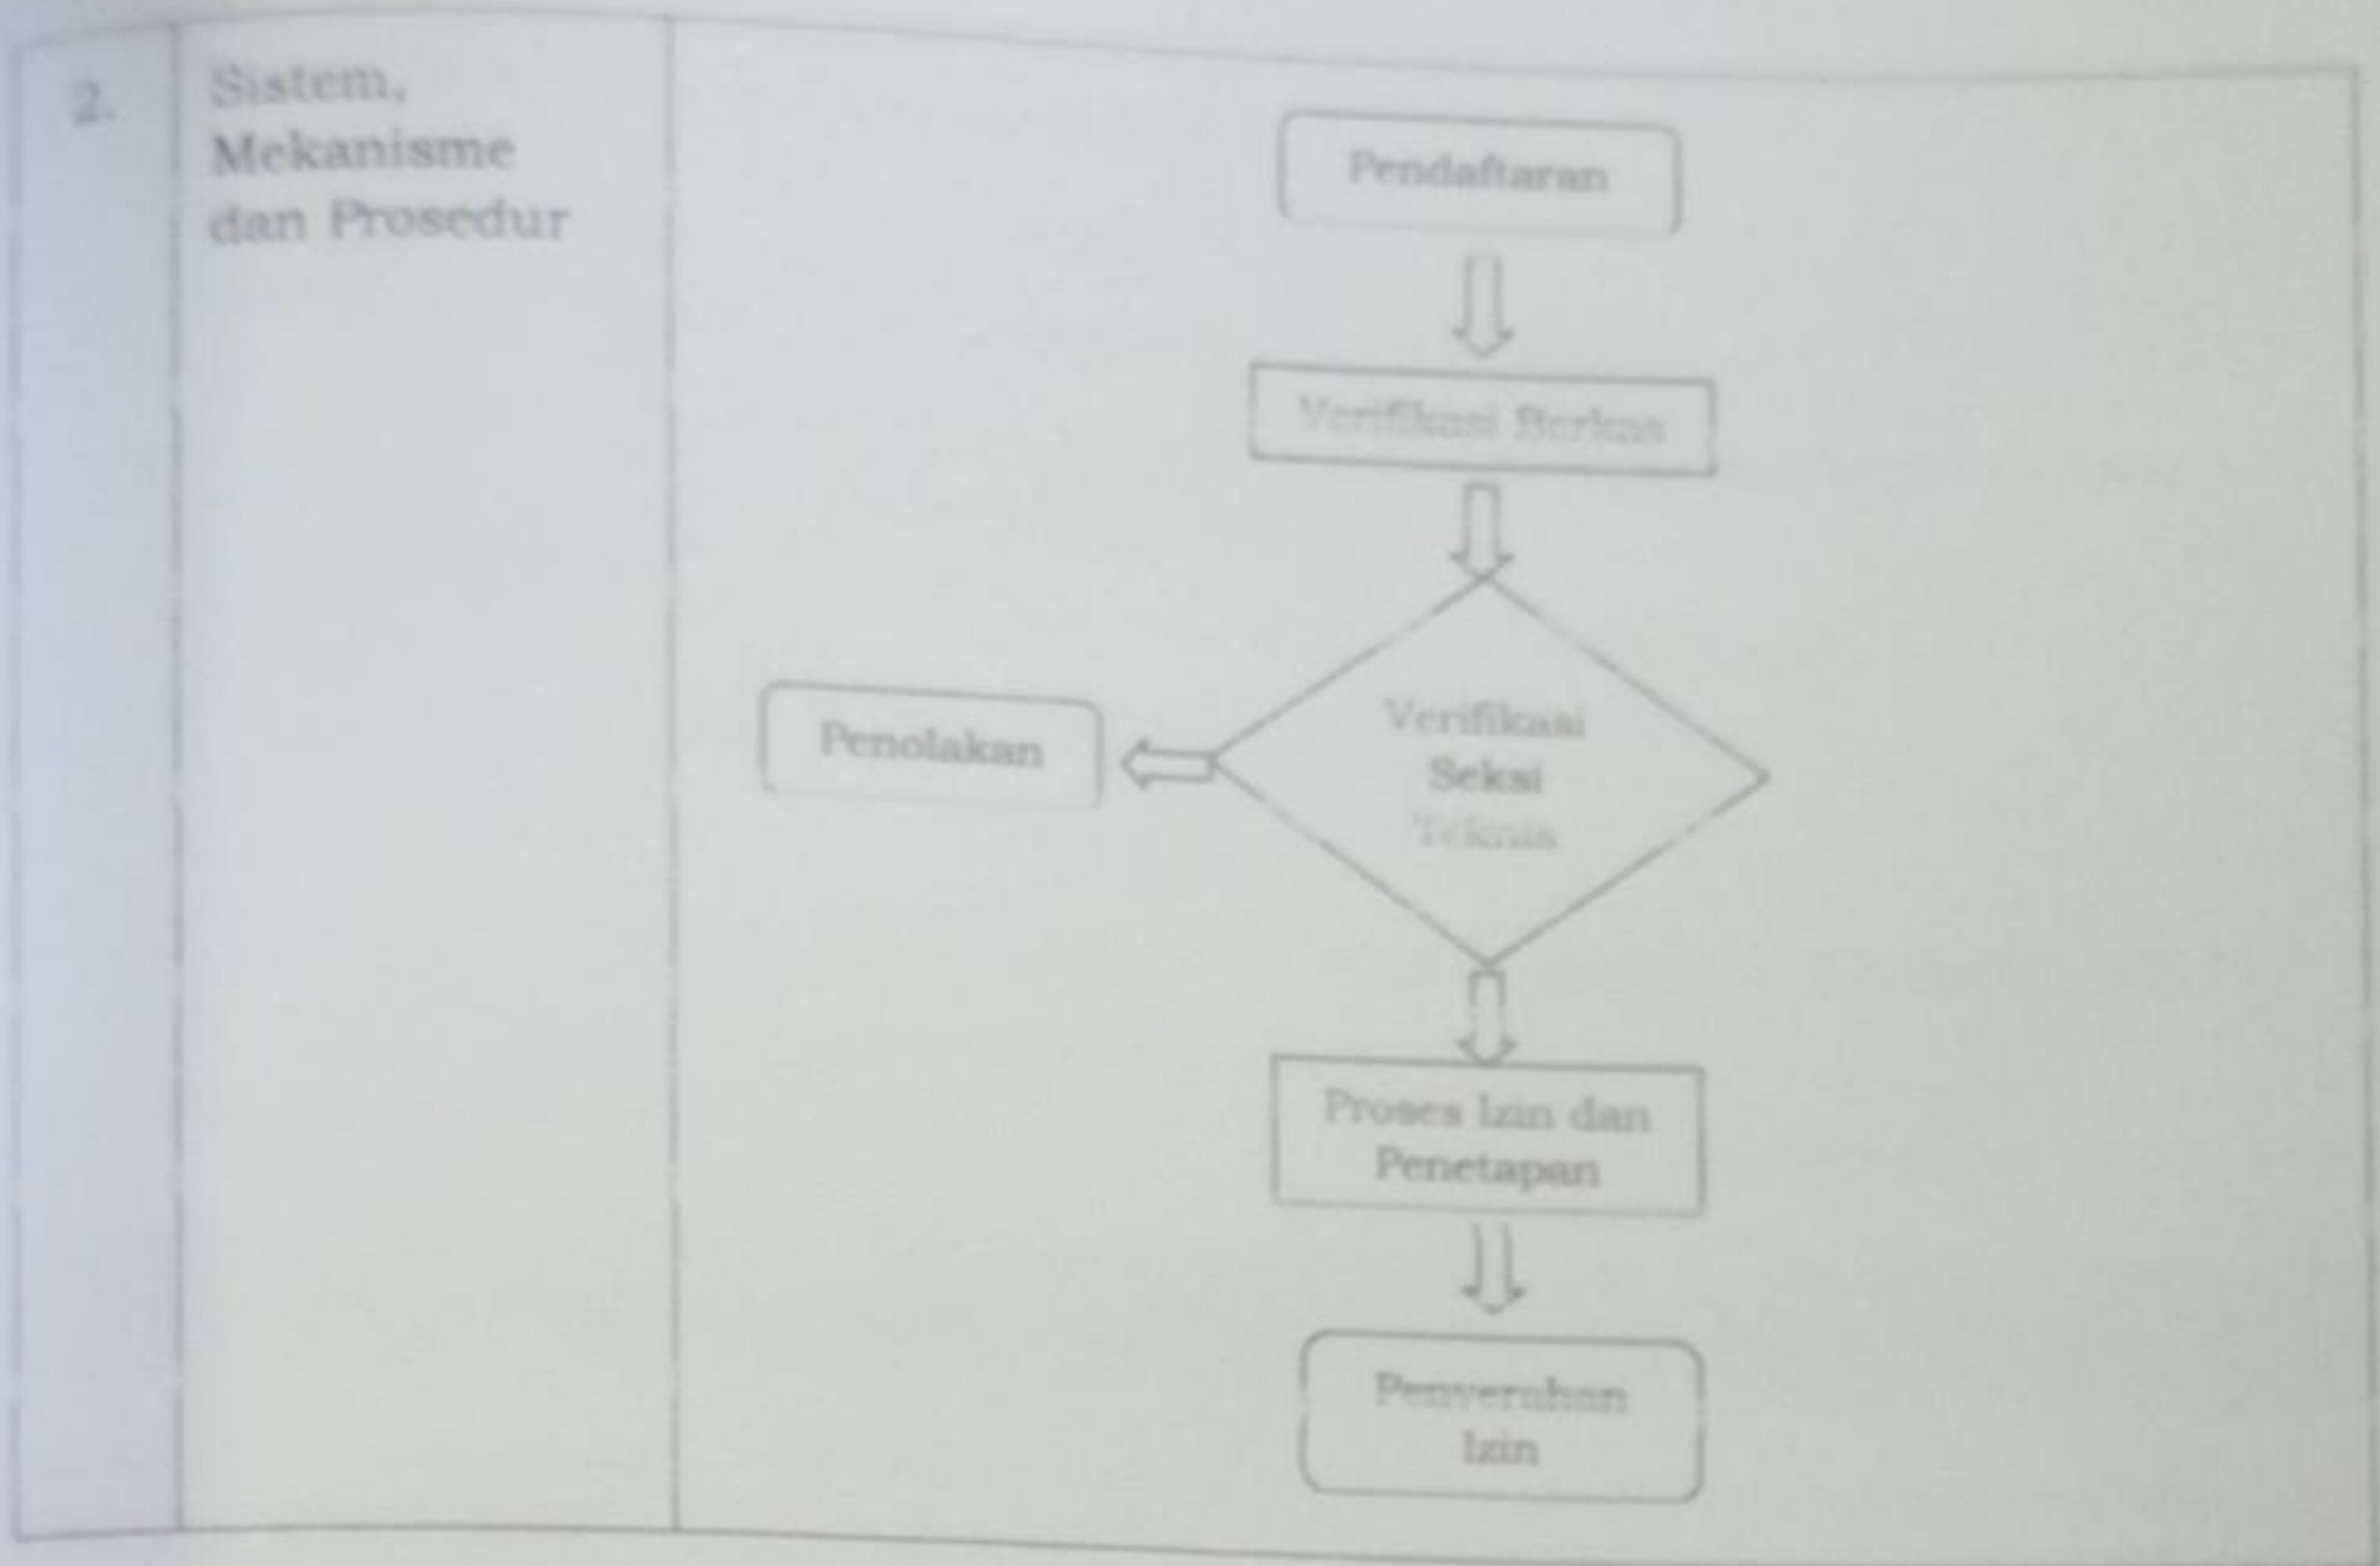 2.
Sistem,
Mekanisme
dan Prosedur
Pendaftaran
Verifikasi Berkas
Verifikasi
Seksi
Teknis
Penolakan
Proses Izin dan
Penetapan
Penyerahan
Izin